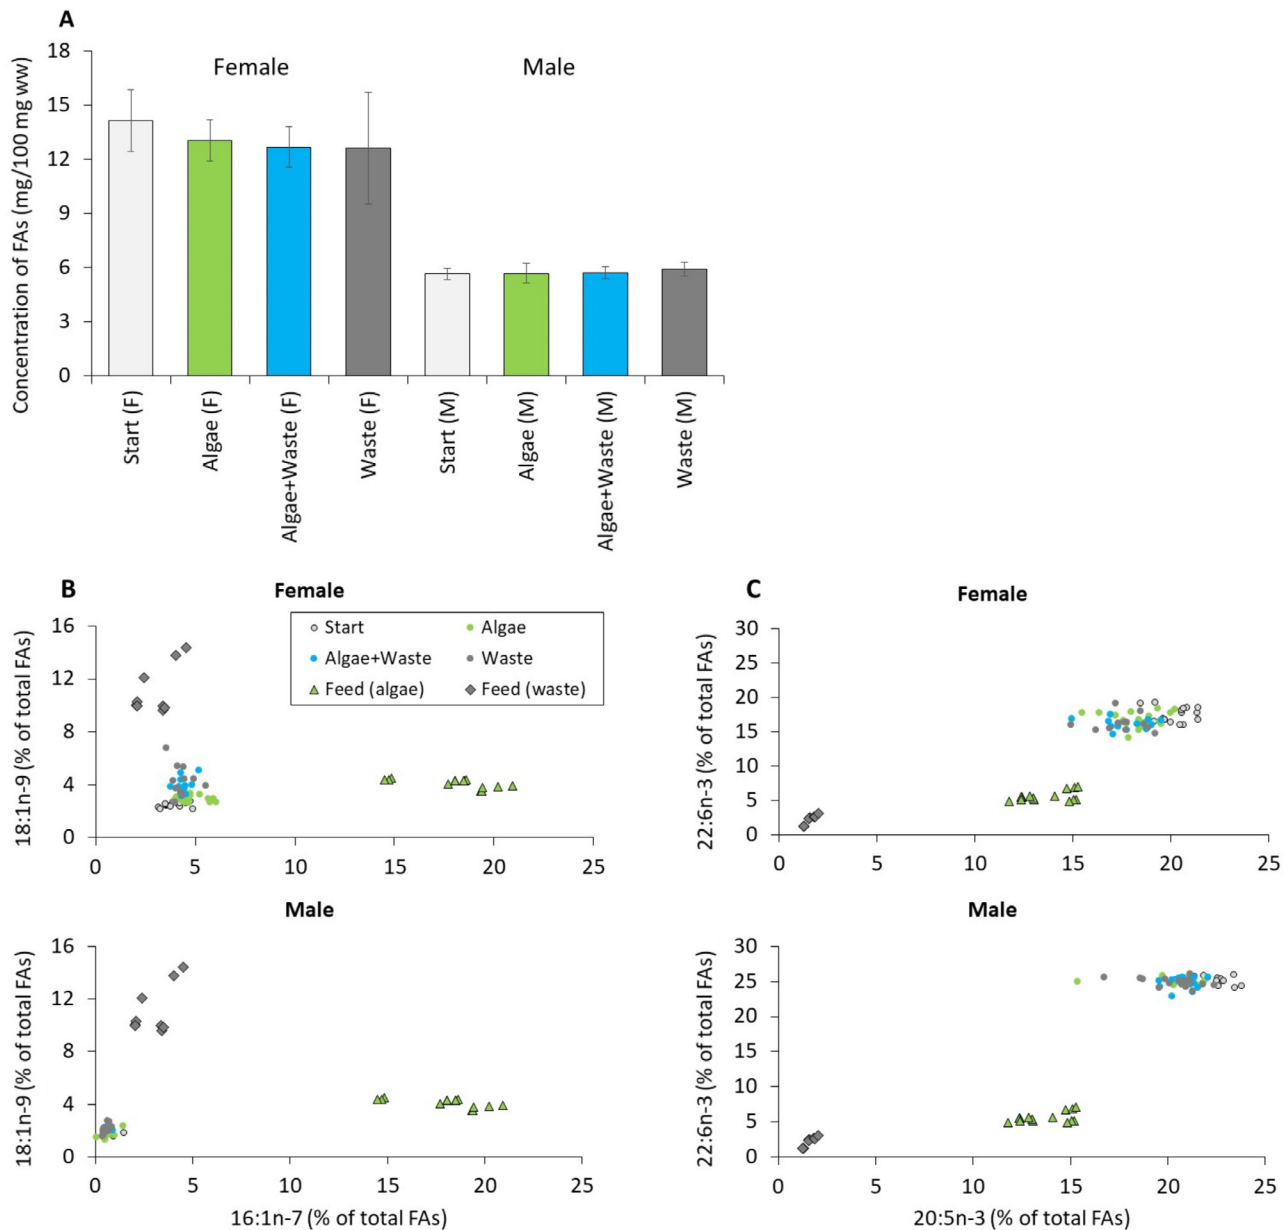 A
Concentration of FAs (mg/100 mg ww)
18
15
12
9
6
3
0
Female
Male
Start (F)
Algae (F)
Algae+Waste (F)
Waste (F)
Start (M)
Algae (M)
Algae+Waste (M)
Waste (M)
B
Female
18:1n-9 (% of total FAs)
16
12
8
4
0
Start
Algae
Algae+Waste
Waste
Feed (algae)
Feed (waste)
0 5 10 15 20 25
C
Female
22:6n-3 (% of total FAs)
30
25
20
15
10
5
0
0 5 10 15 20 25
Male
18:1n-9 (% of total FAs)
16
12
8
4
0
0 5 10 15 20 25
16:1n-7 (% of total FAs)
Male
22:6n-3 (% of total FAs)
30
25
20
15
10
5
0
0 5 10 15 20 25
20:5n-3 (% of total FAs)